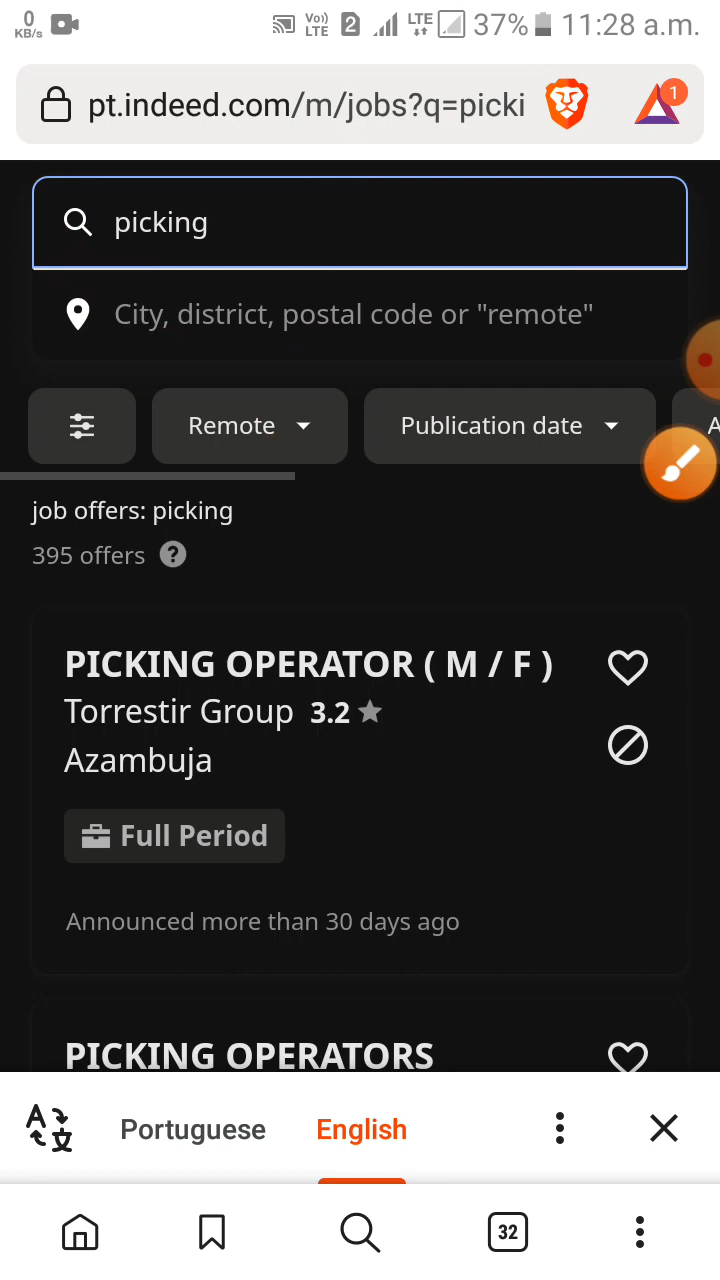 0
KB/s
Vo))
LTE
2
LTE
37%
11:28 a.m.
pt.indeed.com/m/jobs?q=picki
1
picking
City, district, postal code or "remote"
Remote
Publication date
A
job offers: picking
395 offers ?
PICKING OPERATOR ( M / F )
Torrestir Group 3.2
Azambuja
Full Period
Announced more than 30 days ago
PICKING OPERATORS
Portuguese
English
32